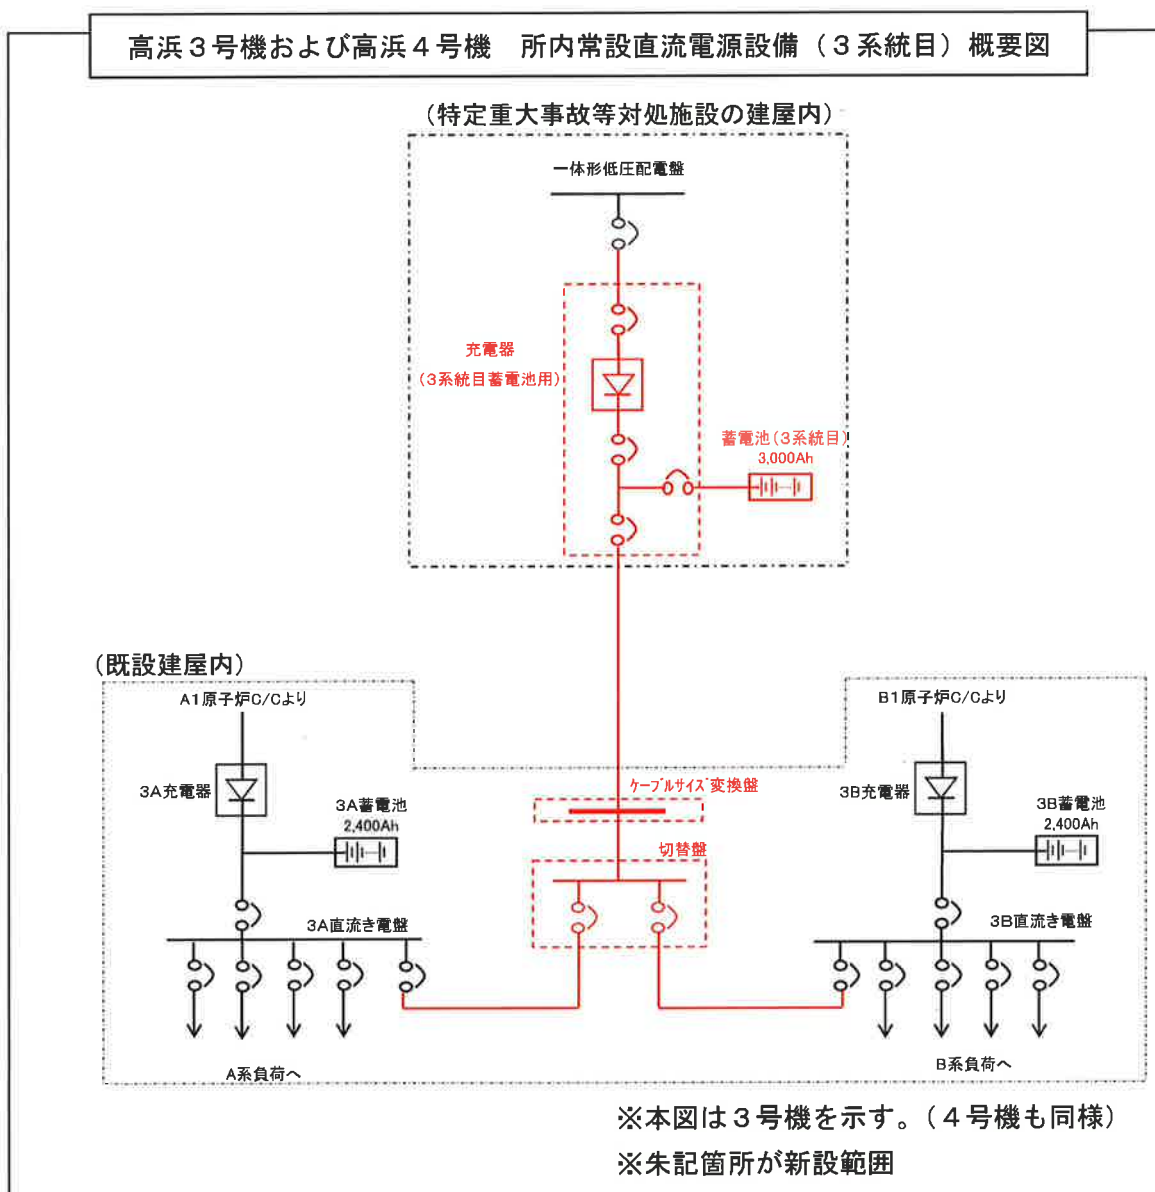 高浜３号機および高浜４号機　所内常設直流電源設備（３系統目）概要図
（特定重大事故等対処施設の建屋内）
一体形低圧配電盤
充電器
（3系統目蓄電池用）
蓄電池（3系統目）
3,000Ah
（既設建屋内）
A1原子炉C/Cより
B1原子炉C/Cより
3A充電器
3A蓄電池
2,400Ah
ｹｰﾌﾞﾙｻｲｽﾞ変換盤
切替盤
3B充電器
3B蓄電池
2,400Ah
3A直流き電盤
3B直流き電盤
A系負荷へ
B系負荷へ
※本図は３号機を示す。（４号機も同様）
※朱記箇所が新設範囲